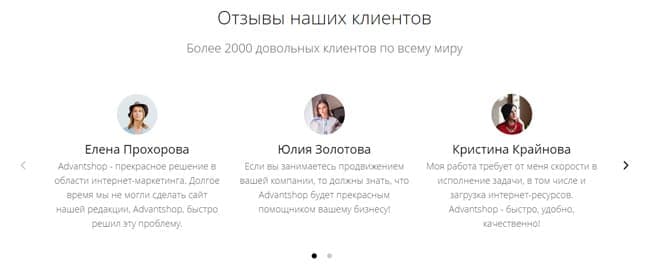 Отзывы наших клиентов
Более 2000 довольных клиентов по всему миру
Елена Прохорова
Advantshop - прекрасное решение в
области интернет-маркетинга. Долгое
время мы не могли сделать сайт
нашей редакции, Advantshop, быстро
решил эту проблему.
Юлия Золотова
Если вы занимаетесь продвижением
вашей компании, то должны знать, что
Advantshop будет прекрасным
помощником вашему бизнесу!
Кристина Крайнова
Моя работа требует от меня скорости в
исполнение задачи, в том числе и
загрузка интернет-ресурсов.
Advantshop - быстро, удобно,
качественно!